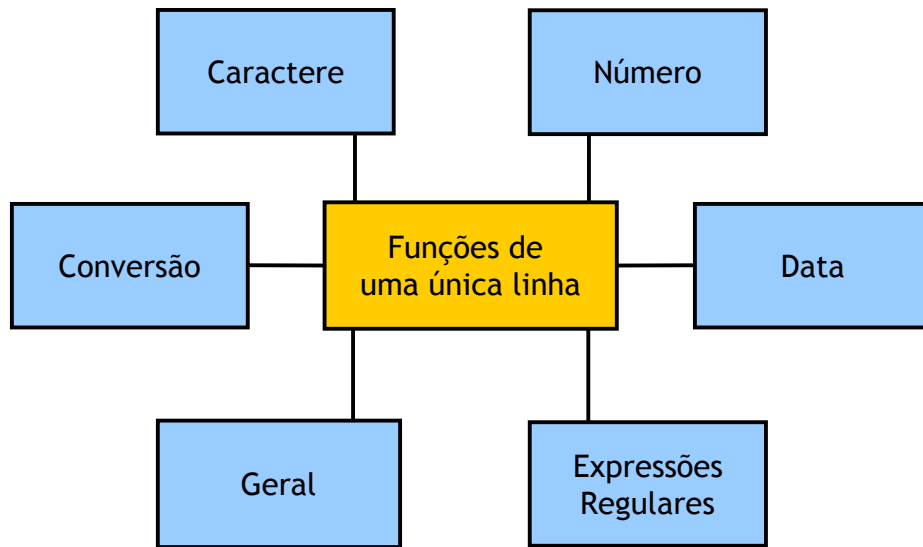 Caractere
Número
Conversão
Funções de
uma única linha
Data
Geral
Expressões
Regulares